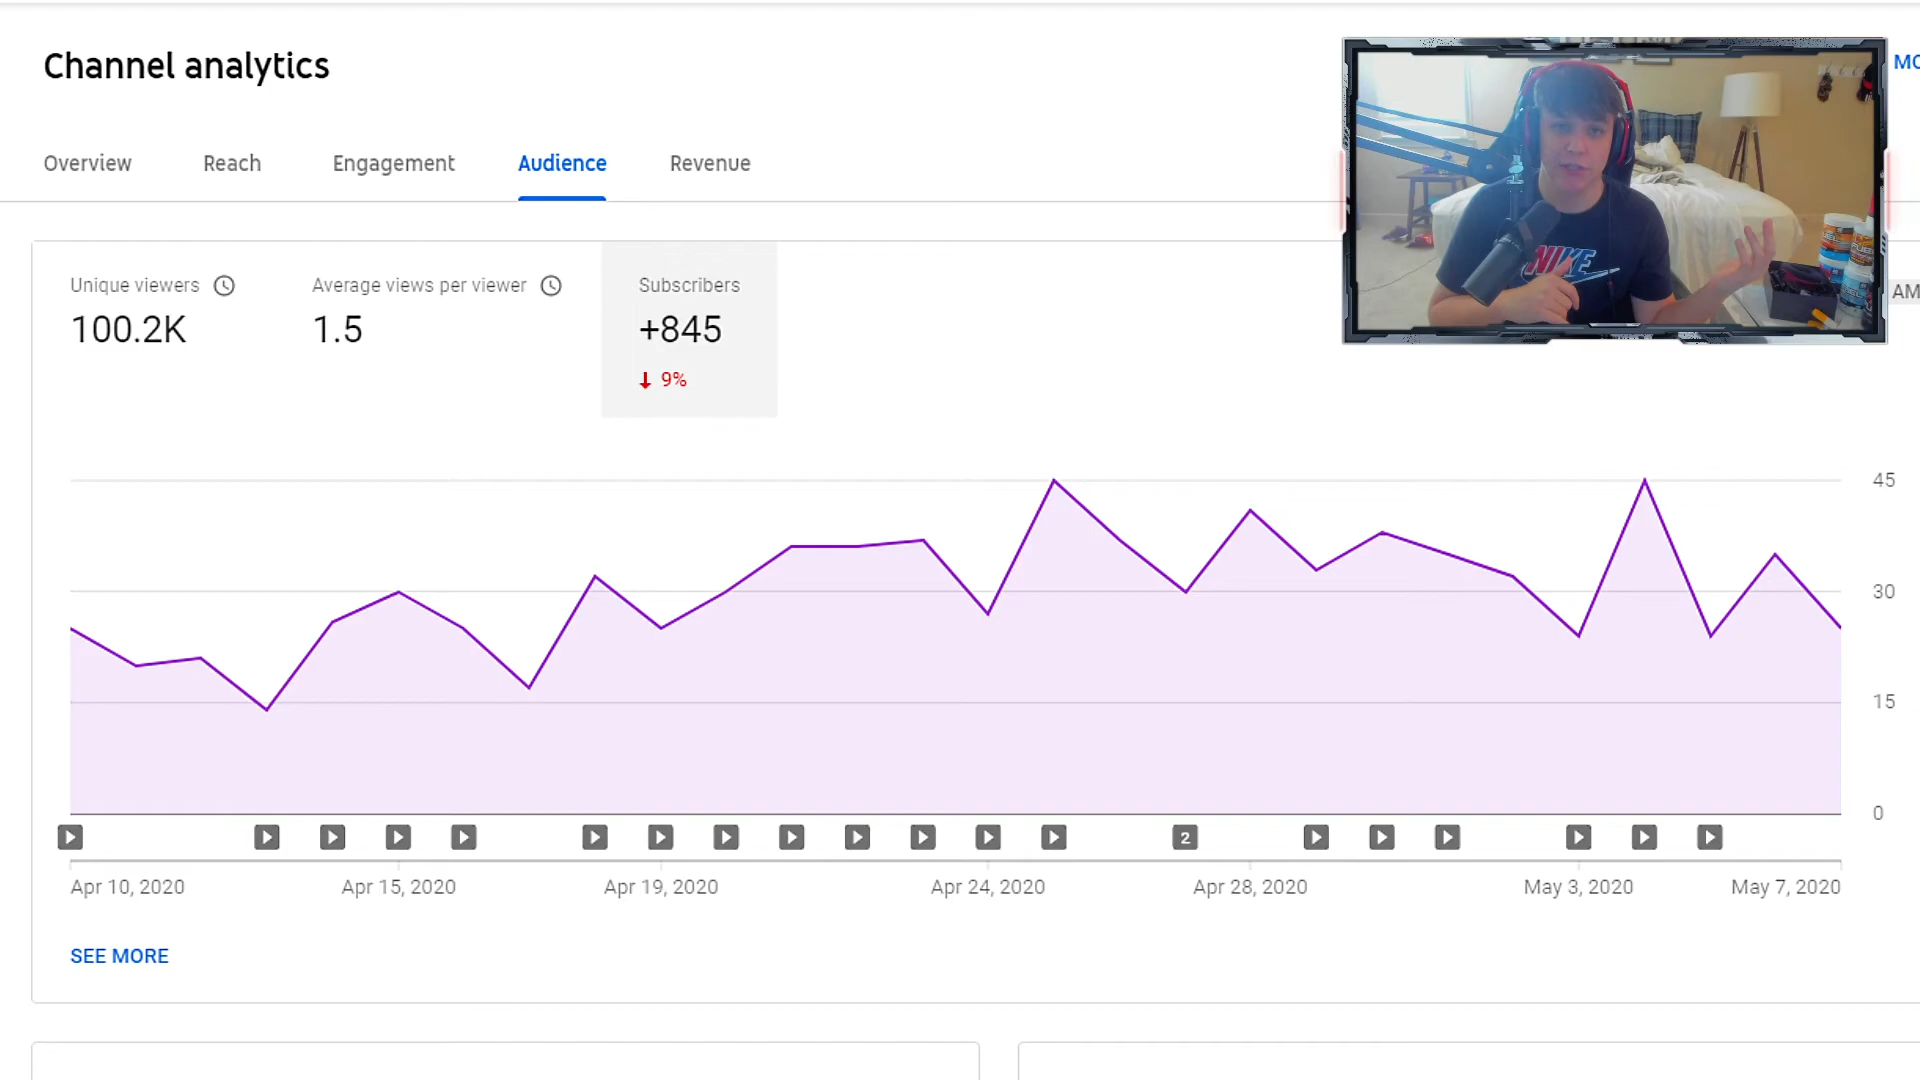 Channel analytics
MO
Overview Reach Engagement Audience Revenue
Unique viewers Average views per viewer Subscribers
100.2K 1.5 +845
9%
NIKE
AM
45
30
15
0
2
Apr 10, 2020 Apr 15, 2020 Apr 19, 2020 Apr 24, 2020 Apr 28, 2020 May 3, 2020 May 7, 2020
SEE MORE